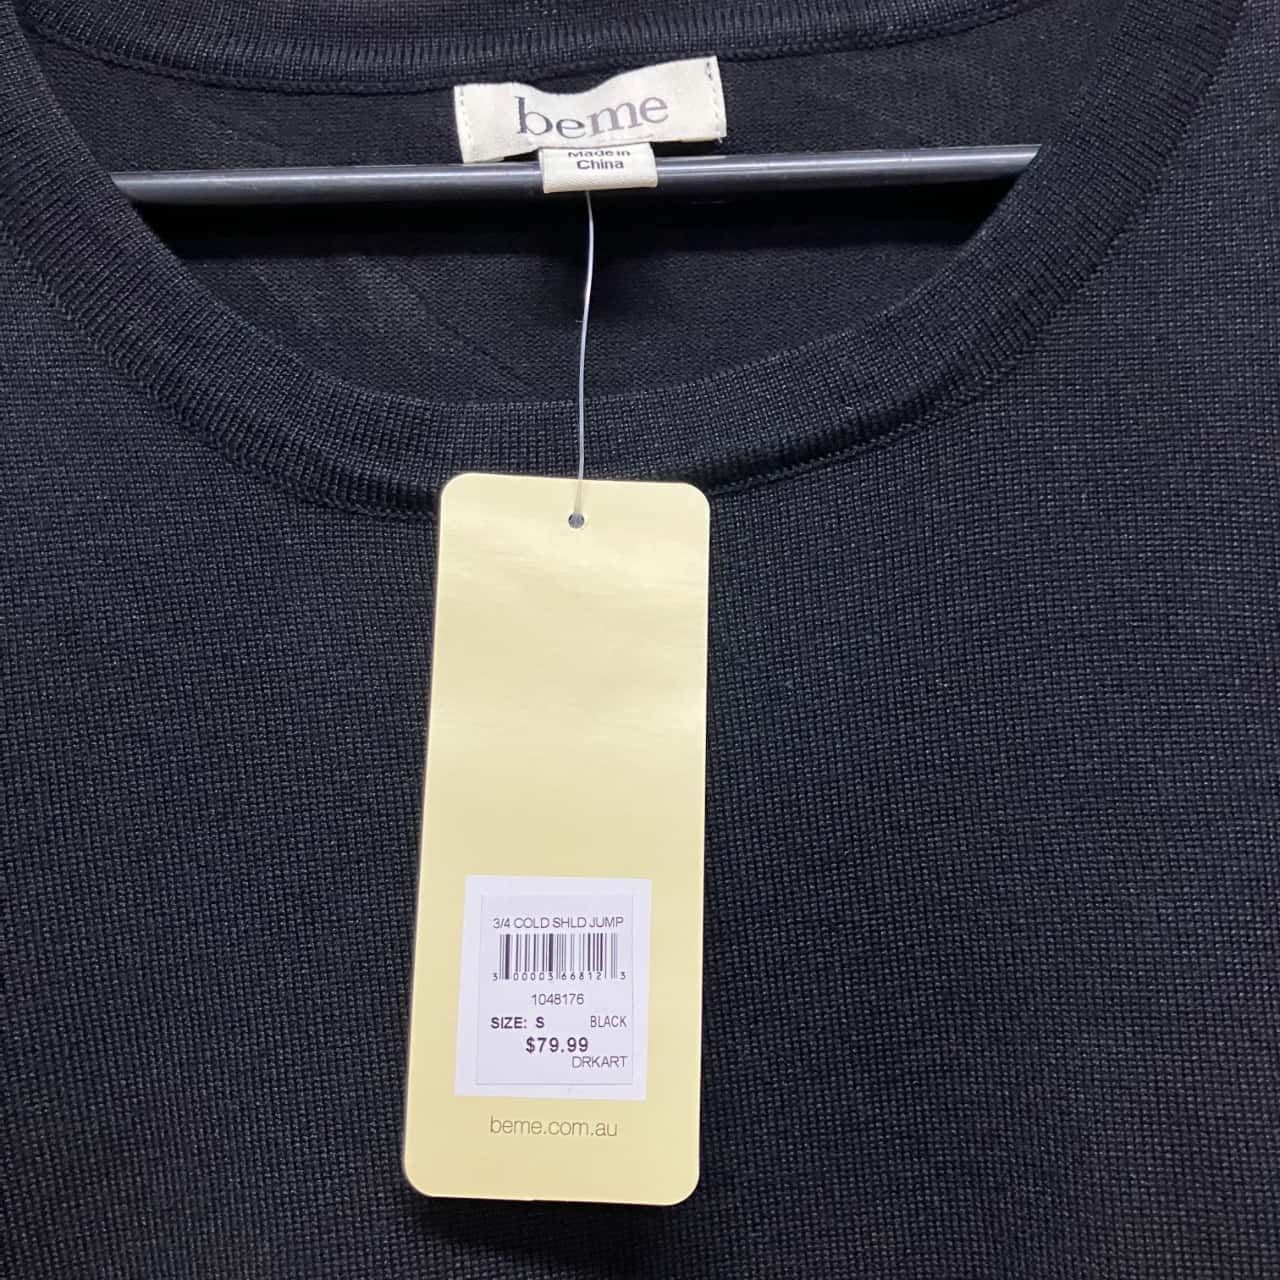 beme
Made in
China
3/4 COLD SHLD JUMP
3 00003 66812 3
1048176
SIZE: S BLACK
$79.99
DRKART
beme.com.au